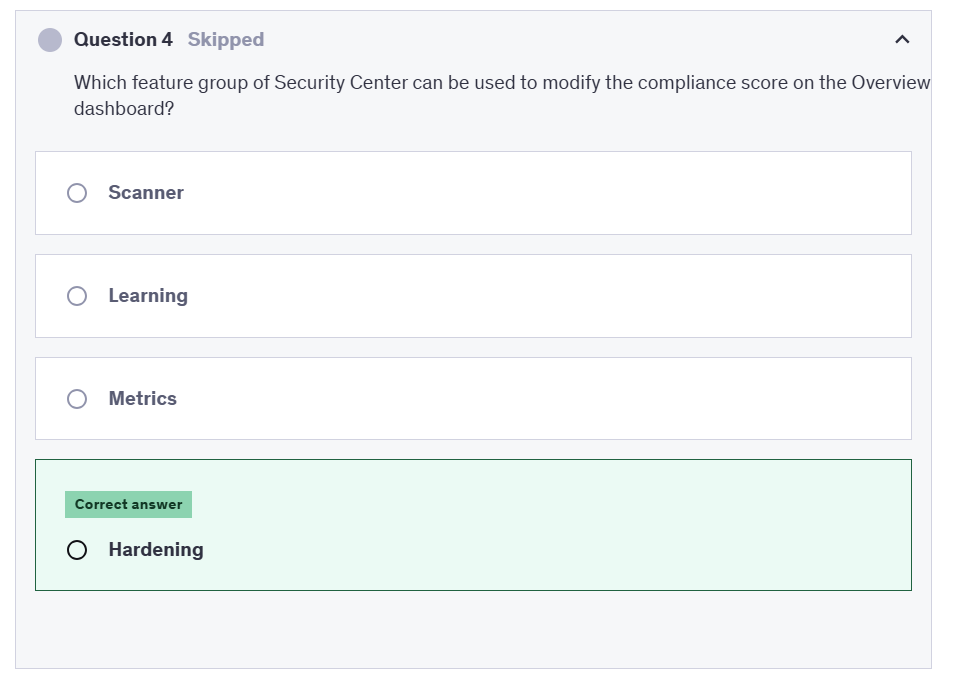 Question 4 Skipped
Which feature group of Security Center can be used to modify the compliance score on the Overview
dashboard?
Scanner
Learning
Metrics
Correct answer
Hardening